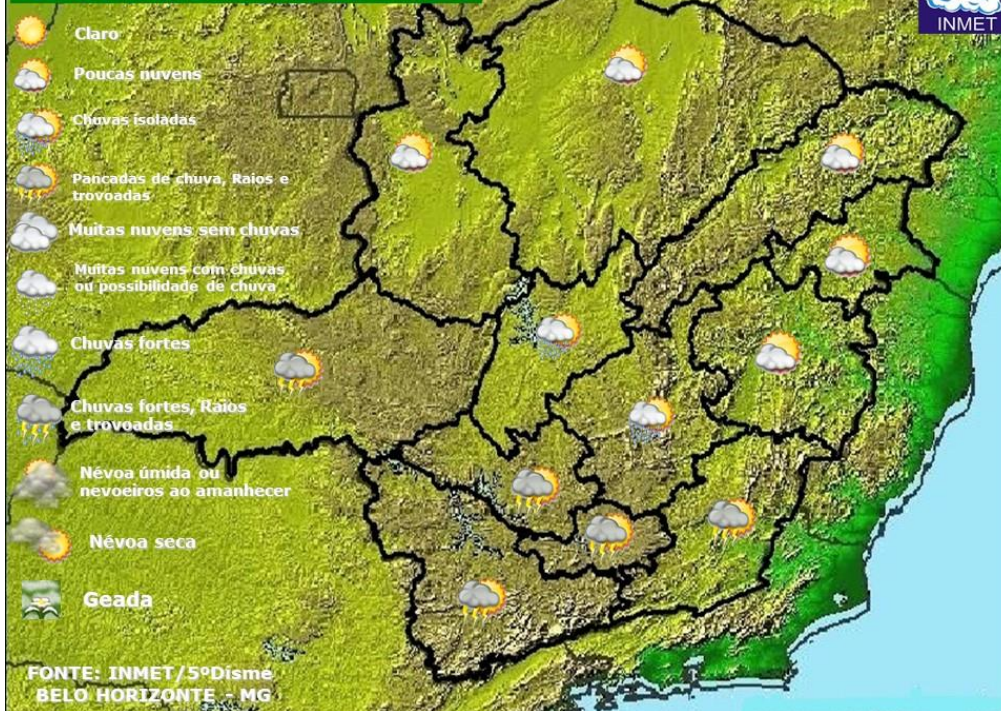 INMET
Claro
Poucas nuvens
Chuvas isoladas
Pancadas de chuva, Raios e
trovoadas
Muitas nuvens sem chuvas
Muitas nuvens com chuvas
ou possibilidade de chuva
Chuvas fortes
Chuvas fortes, Raios
e trovoadas
Névoa úmida ou
nevoeiros ao amanhecer
Névoa seca
Geada
FONTE: INMET/5ºDisme
BELO HORIZONTE - MG